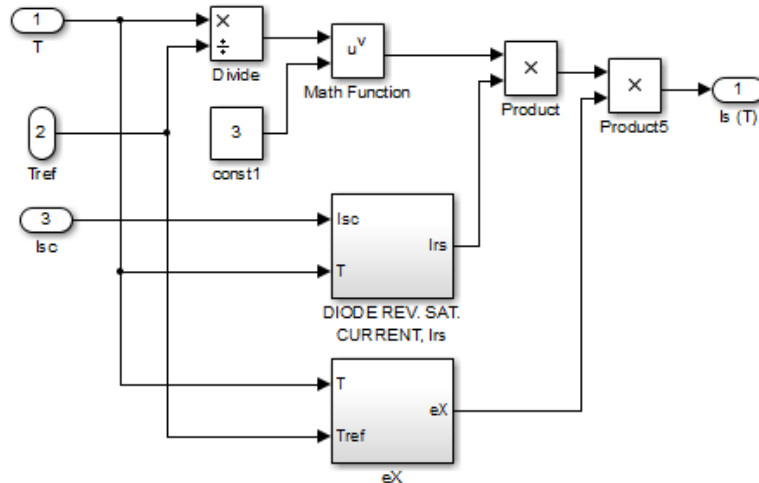 1
T
×
÷
Divide
u^v
Math Function
×
Product
×
Product5
1
Is (T)
2
Tref
3
const1
3
Isc
Isc
Irs
T
DIODE REV. SAT.
CURRENT, Irs
T
eX
Tref
eX